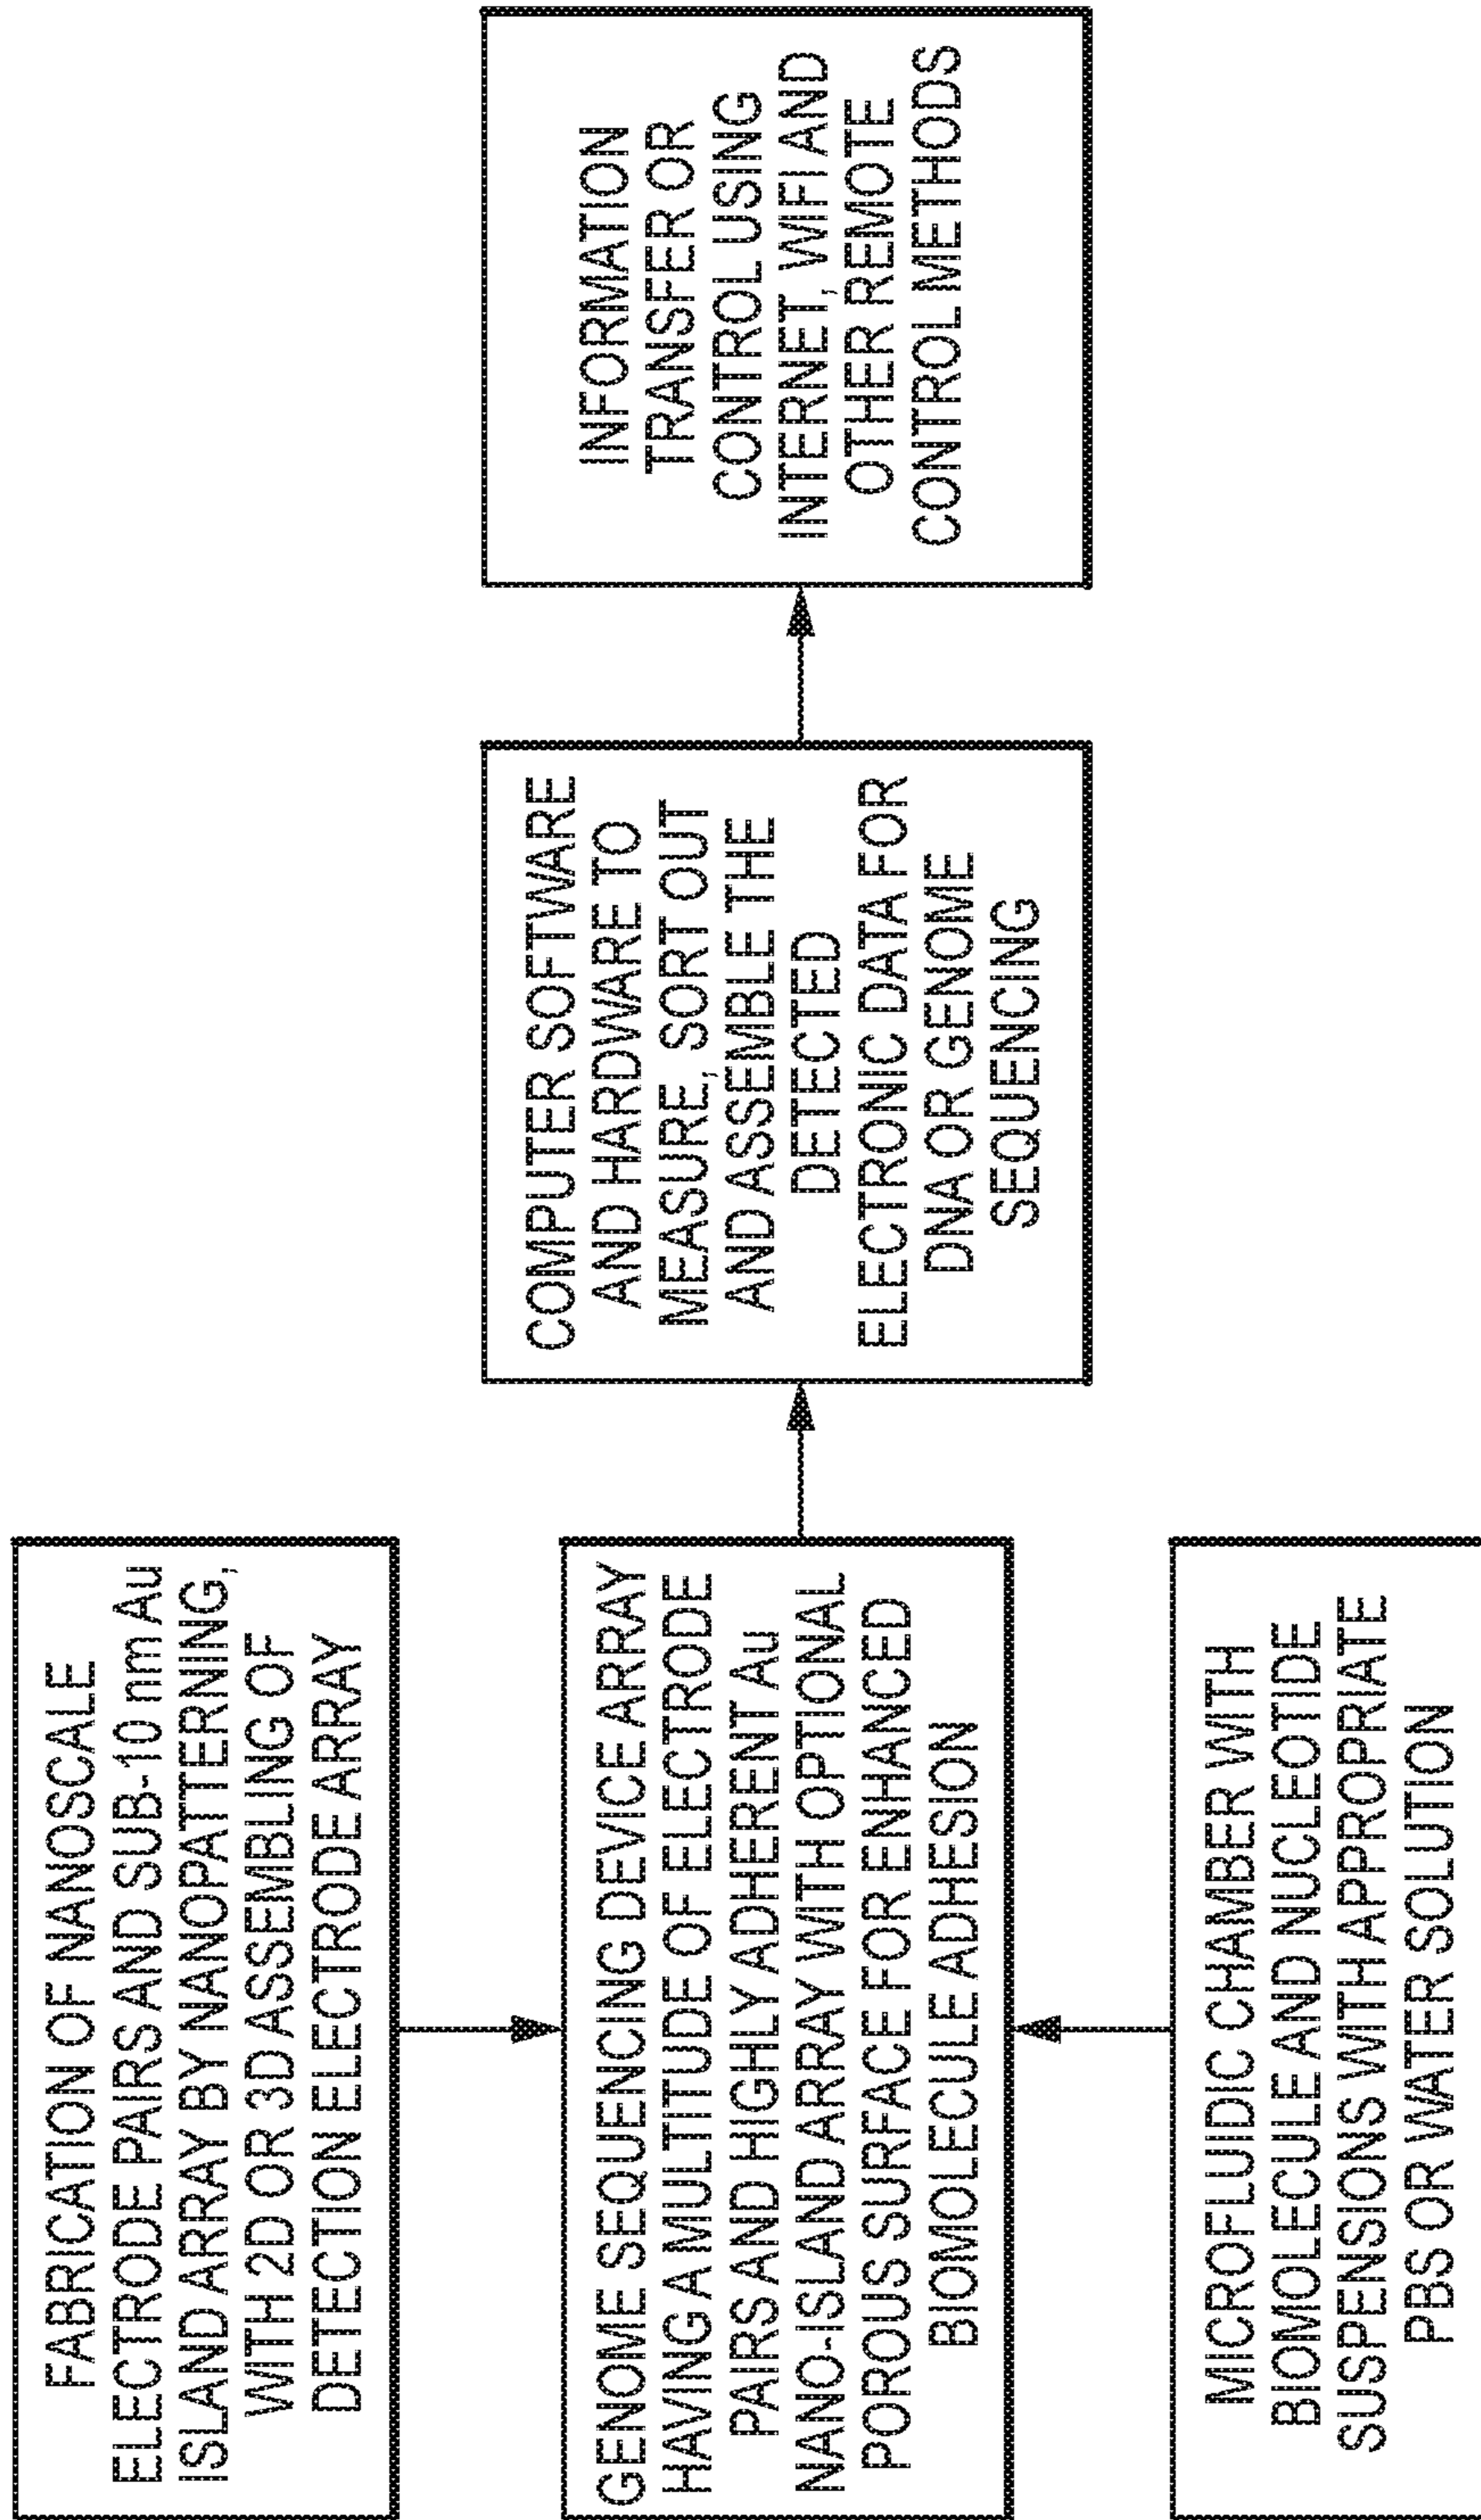 FABRICATION OF NANOSCALE
ELECTRODE PAIRS AND SUB-10 nm Au
ISLAND ARRAY BY NANOPATTERNING,
WITH 2D OR 3D ASSEMBLING OF
DETECTION ELECTRODE ARRAY
GENOME SEQUENCING DEVICE ARRAY
HAVING A MULTITUDE OF ELECTRODE
PAIRS AND HIGHLY ADHERENT Au
NANO-ISLAND ARRAY WITH OPTIONAL
POROUS SURFACE FOR ENHANCED
BIOMOLECULE ADHESION
MICROFLUIDIC CHAMBER WITH
BIOMOLECULE AND NUCLEOTIDE
SUSPENSIONS WITH APPROPRIATE
PBS OR WATER SOLUTION
COMPUTER SOFTWARE
AND HARDWARE TO
MEASURE, SORT OUT
AND ASSEMBLE THE
DETECTED
ELECTRONIC DATA FOR
DNA OR GENOME
SEQUENCING
INFORMATION
TRANSFER OR
CONTROL USING
INTERNET, WIFI AND
OTHER REMOTE
CONTROL METHODS